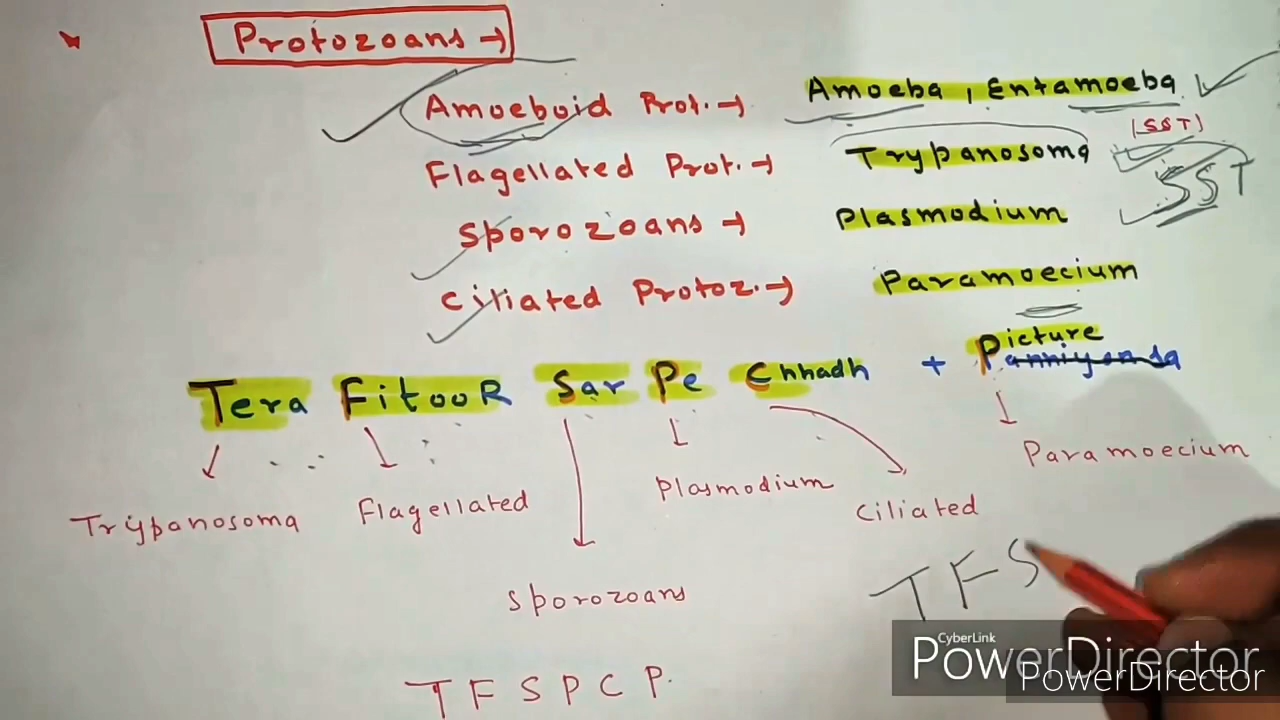 Protozoans →
Amoeboid Prot. → Amoeba, Entamoeba
(SST)
Flagellated Prot. → Trypanosoma
SST
Sporozoans → Plasmodium
Ciliated Protoz. → Paramoecium
Tera FitooR Sar Pe Chhadh + Picture
Trypanosoma Flagellated Sporozoans Plasmodium Ciliated Paramoecium
TFS
TFSPCP.
CyberLink
PowerDirector
PowerDirector